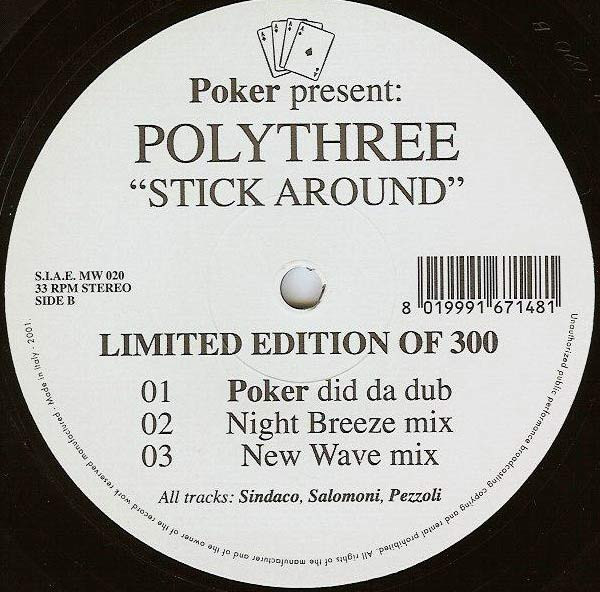 Poker present:
POLYTHREE
“STICK AROUND”
S.I.A.E. MW 020
33 RPM STEREO
SIDE B
8 019991 671481
LIMITED EDITION OF 300
01 Poker did da dub
02 Night Breeze mix
03 New Wave mix
All tracks: Sindaco, Salomoni, Pezzoli
Unauthorized public performance broadcasting copying and rental prohibited. All rights of the manufacturer and of the owner of the record work reserved manufactured - Made in Italy - 2001.